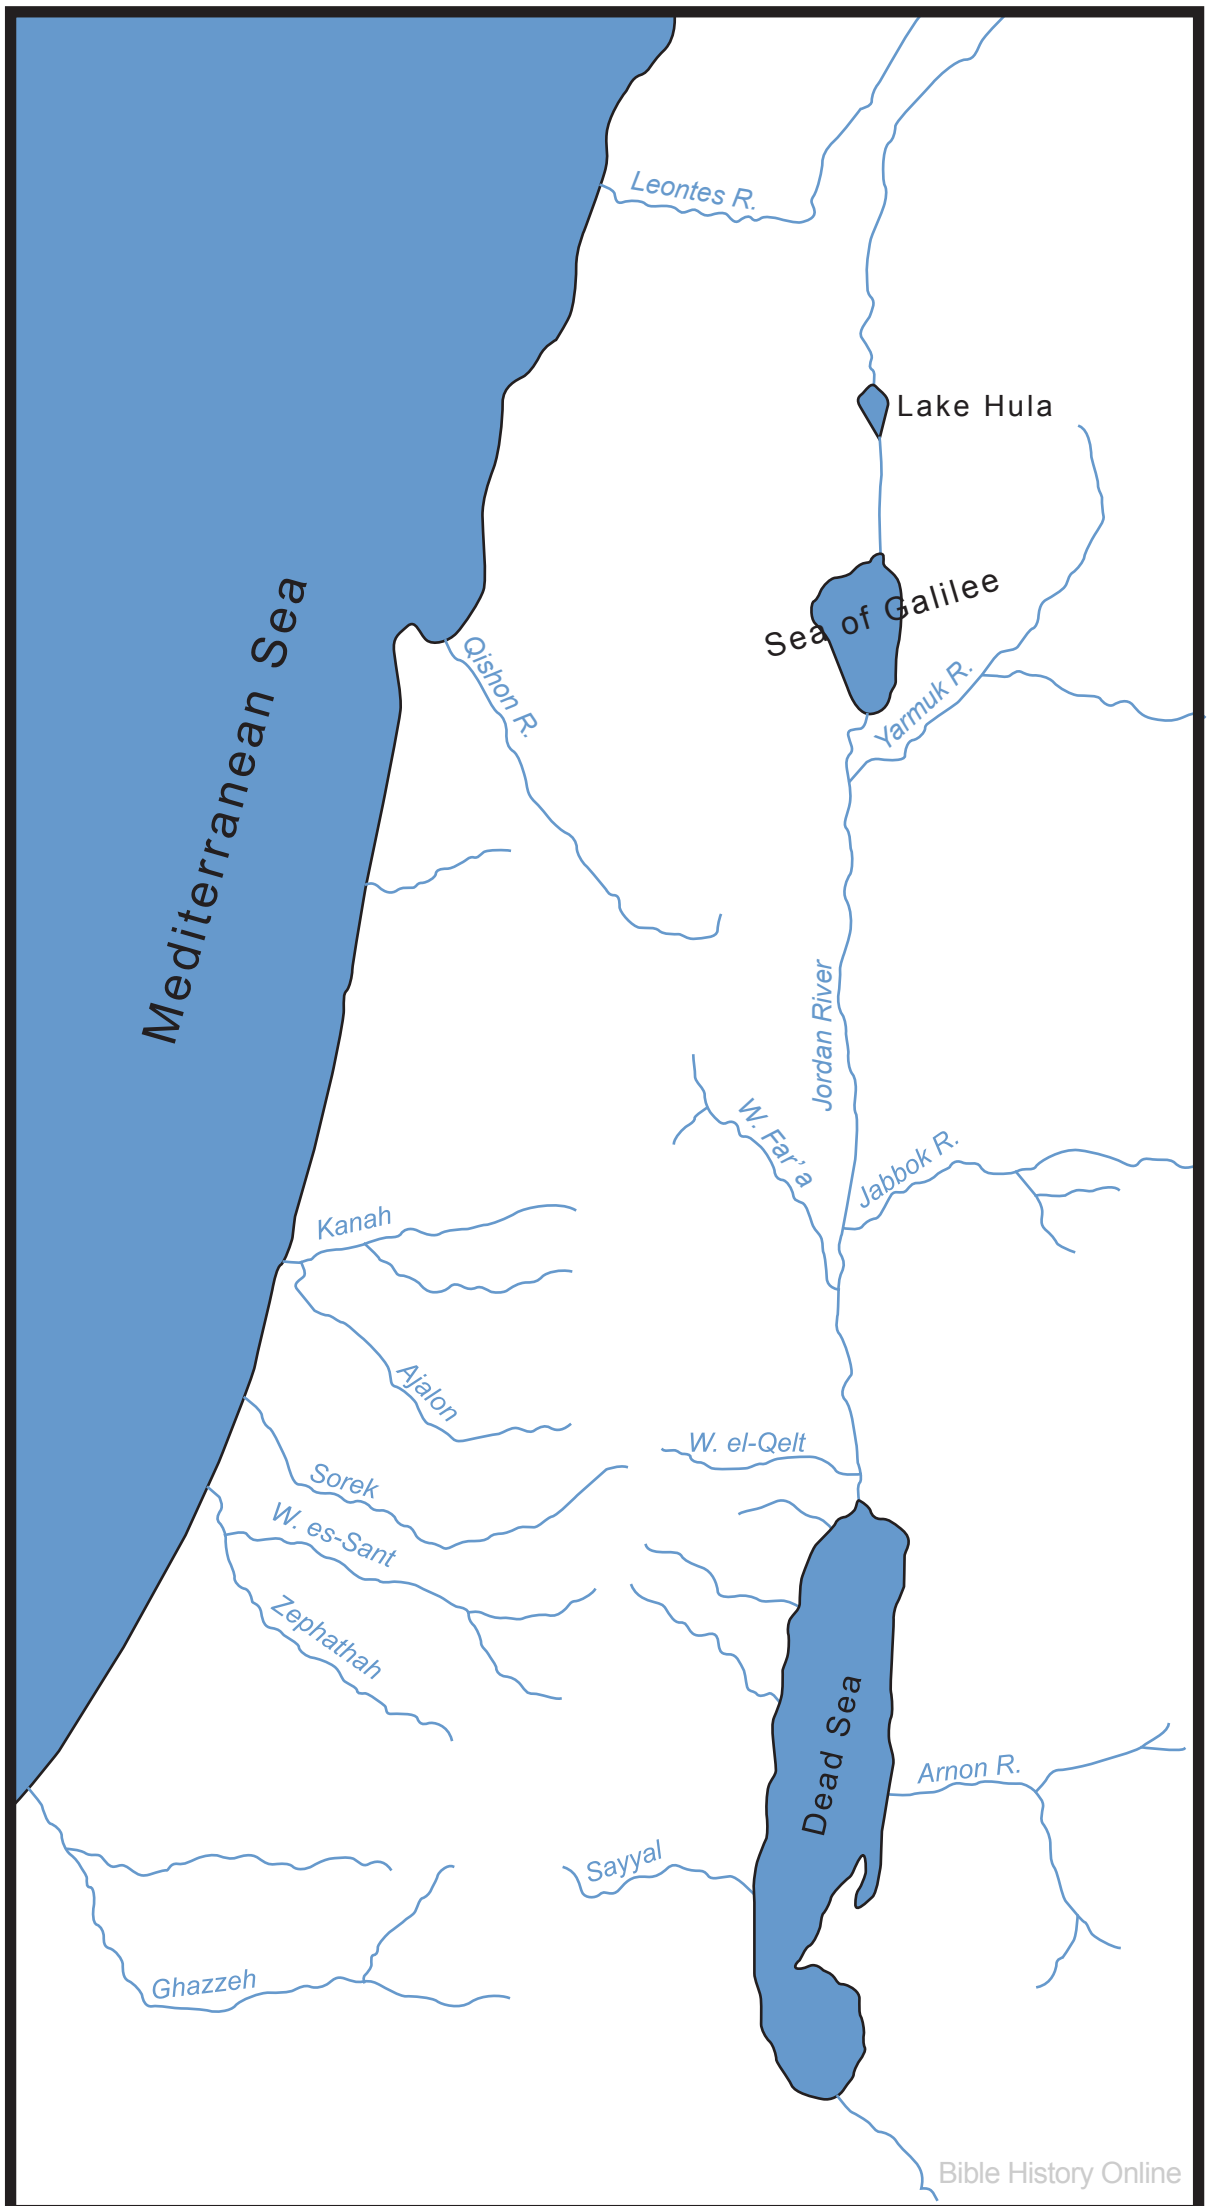 Leontes R.
Lake Hula
Sea of Galilee
Qishon R.
Yarmuk R.
Mediterranean Sea
Jordan River
W. Far'a
Jabbok R.
Kanah
Ajalon
W. el-Qelt
Sorek
W. es-Sant
Zephathah
Dead Sea
Arnon R.
Sayyal
Ghazzeh
Bible History Online